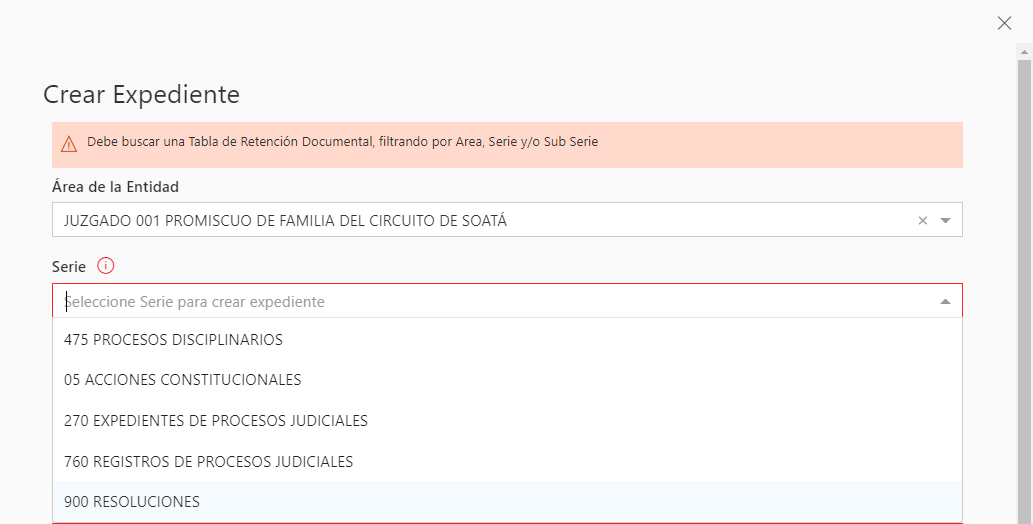 Crear Expediente
Debe buscar una Tabla de Retención Documental, filtrando por Area, Serie y/o Sub Serie
Área de la Entidad
JUZGADO 001 PROMISCUO DE FAMILIA DEL CIRCUITO DE SOATÁ
Serie
Seleccione Serie para crear expediente
475 PROCESOS DISCIPLINARIOS
05 ACCIONES CONSTITUCIONALES
270 EXPEDIENTES DE PROCESOS JUDICIALES
760 REGISTROS DE PROCESOS JUDICIALES
900 RESOLUCIONES